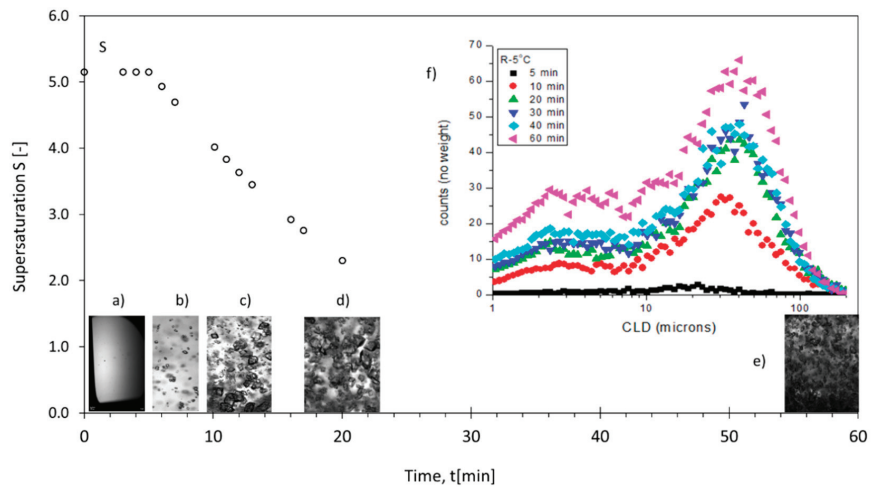 6.0
5.0
4.0
3.0
2.0
1.0
0.0
Supersaturation S [-]
S
a)
b)
c)
d)
e)
f)
70
60
50
40
30
20
10
0
counts (no weight)
R-5°C
5 min
10 min
20 min
30 min
40 min
60 min
1
10
100
CLD (microns)
0
10
20
30
40
50
60
Time, t[min]